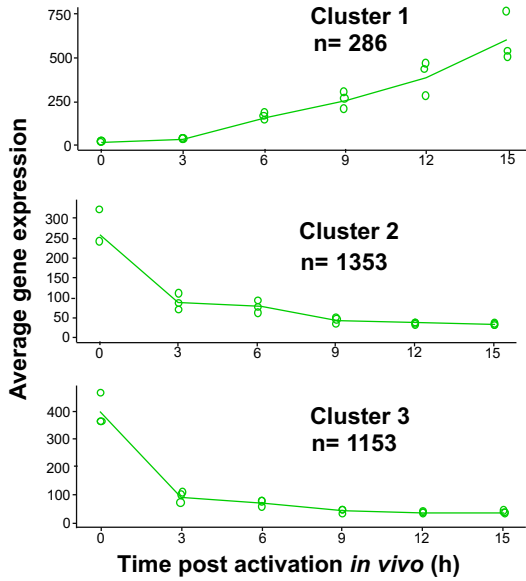 Cluster 1
n= 286
750
500
250
0
0 3 6 9 12 15
Average gene expression
Cluster 2
n= 1353
300
250
200
150
100
50
0
0 3 6 9 12 15
Cluster 3
n= 1153
400
300
200
100
0
0 3 6 9 12 15
Time post activation in vivo (h)